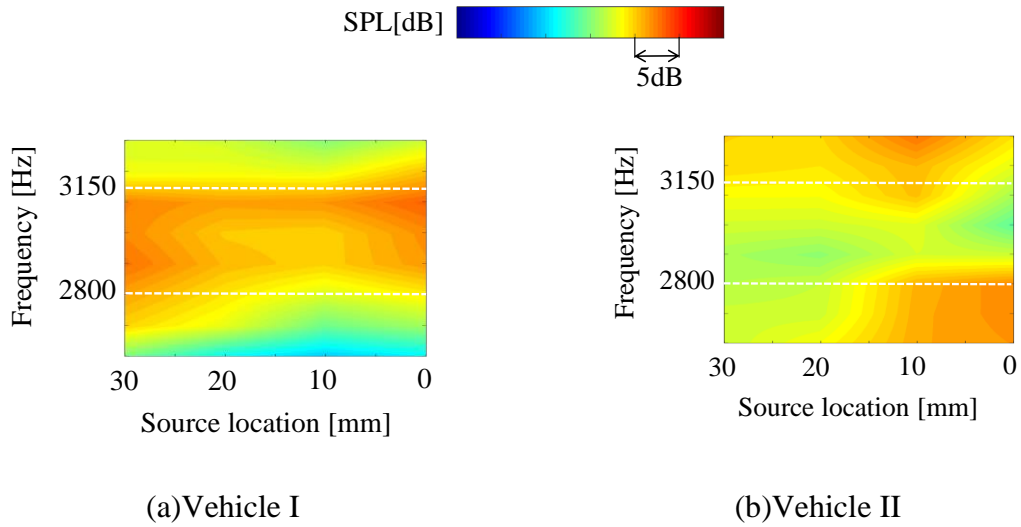 SPL[dB]
5dB
Frequency [Hz]
3150
2800
30 20 10 0
Source location [mm]
(a)Vehicle I
Frequency [Hz]
3150
2800
30 20 10 0
Source location [mm]
(b)Vehicle II